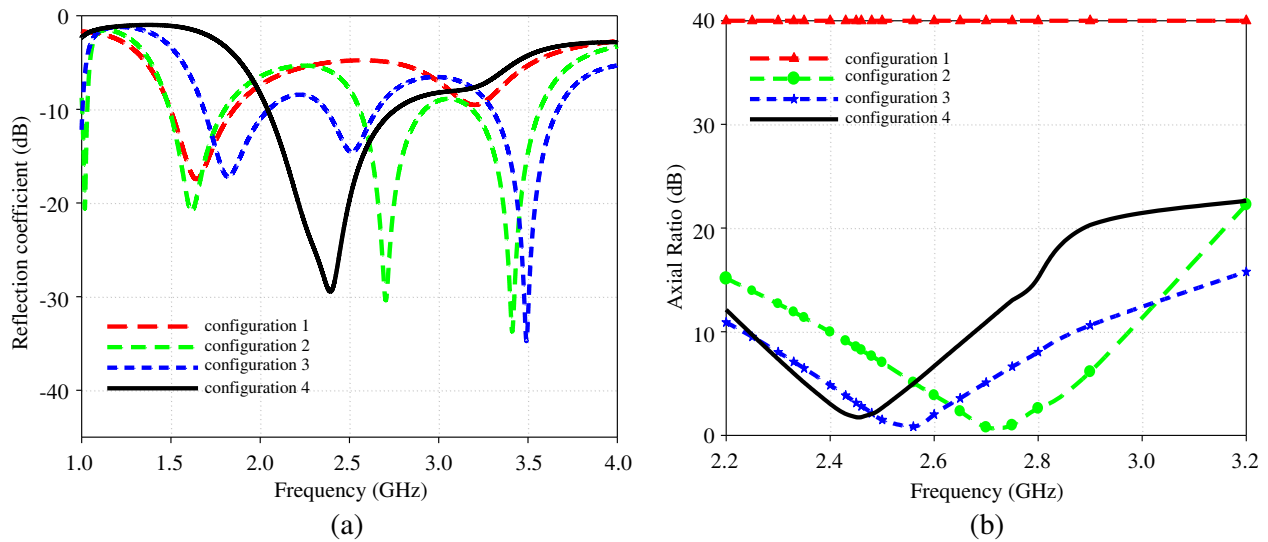 0
-10
-20
-30
-40
Reflection coefficient (dB)
configuration 1
configuration 2
configuration 3
configuration 4
1.0 1.5 2.0 2.5 3.0 3.5 4.0
Frequency (GHz)
(a)
40
30
20
10
0
Axial Ratio (dB)
configuration 1
configuration 2
configuration 3
configuration 4
2.2 2.4 2.6 2.8 3.0 3.2
Frequency (GHz)
(b)